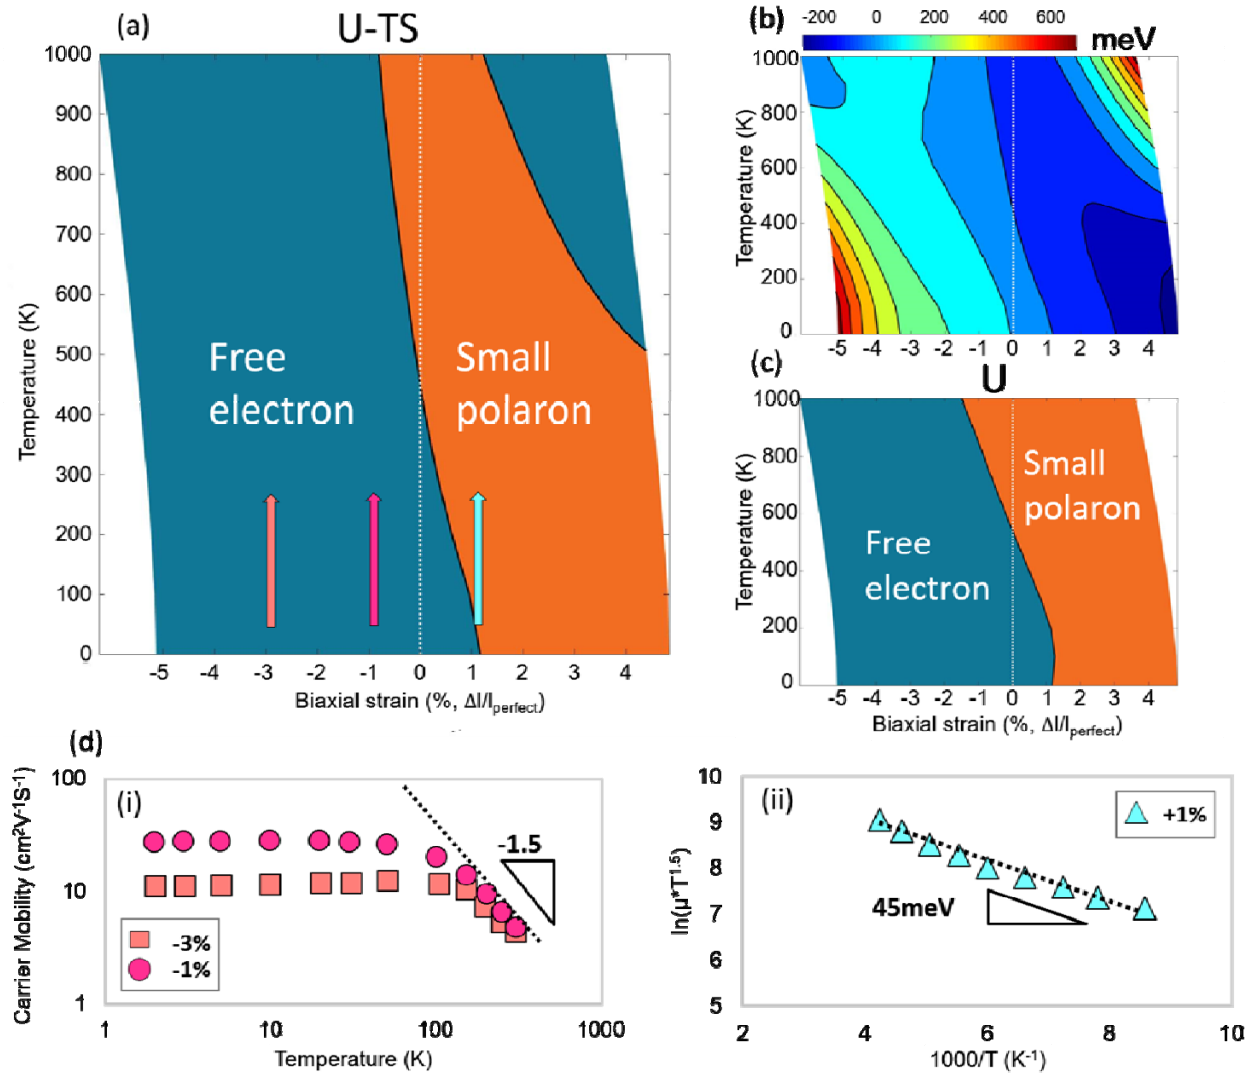 (a)
U-TS
1000
900
800
700
600
500
400
300
200
100
0
Temperature (K)
Free
electron
Small
polaron
-5 -4 -3 -2 -1 0 1 2 3 4
Biaxial strain (%, Δl/lperfect)
(b)
-200 0 200 400 600
meV
1000
800
600
400
200
0
Temperature (K)
-5 -4 -3 -2 -1 0 1 2 3 4
(c)
U
1000
800
600
400
200
0
Temperature (K)
Small
polaron
Free
electron
-5 -4 -3 -2 -1 0 1 2 3 4
Biaxial strain (%, Δl/lperfect)
(d)
(i)
100
10
1
Carrier Mobility (cm2V-1S-1)
-1.5
-3%
-1%
1 10 100 1000
Temperature (K)
(ii)
10
9
8
7
6
5
ln(μ*T1.5)
+1%
45meV
2 4 6 8 10
1000/T (K-1)